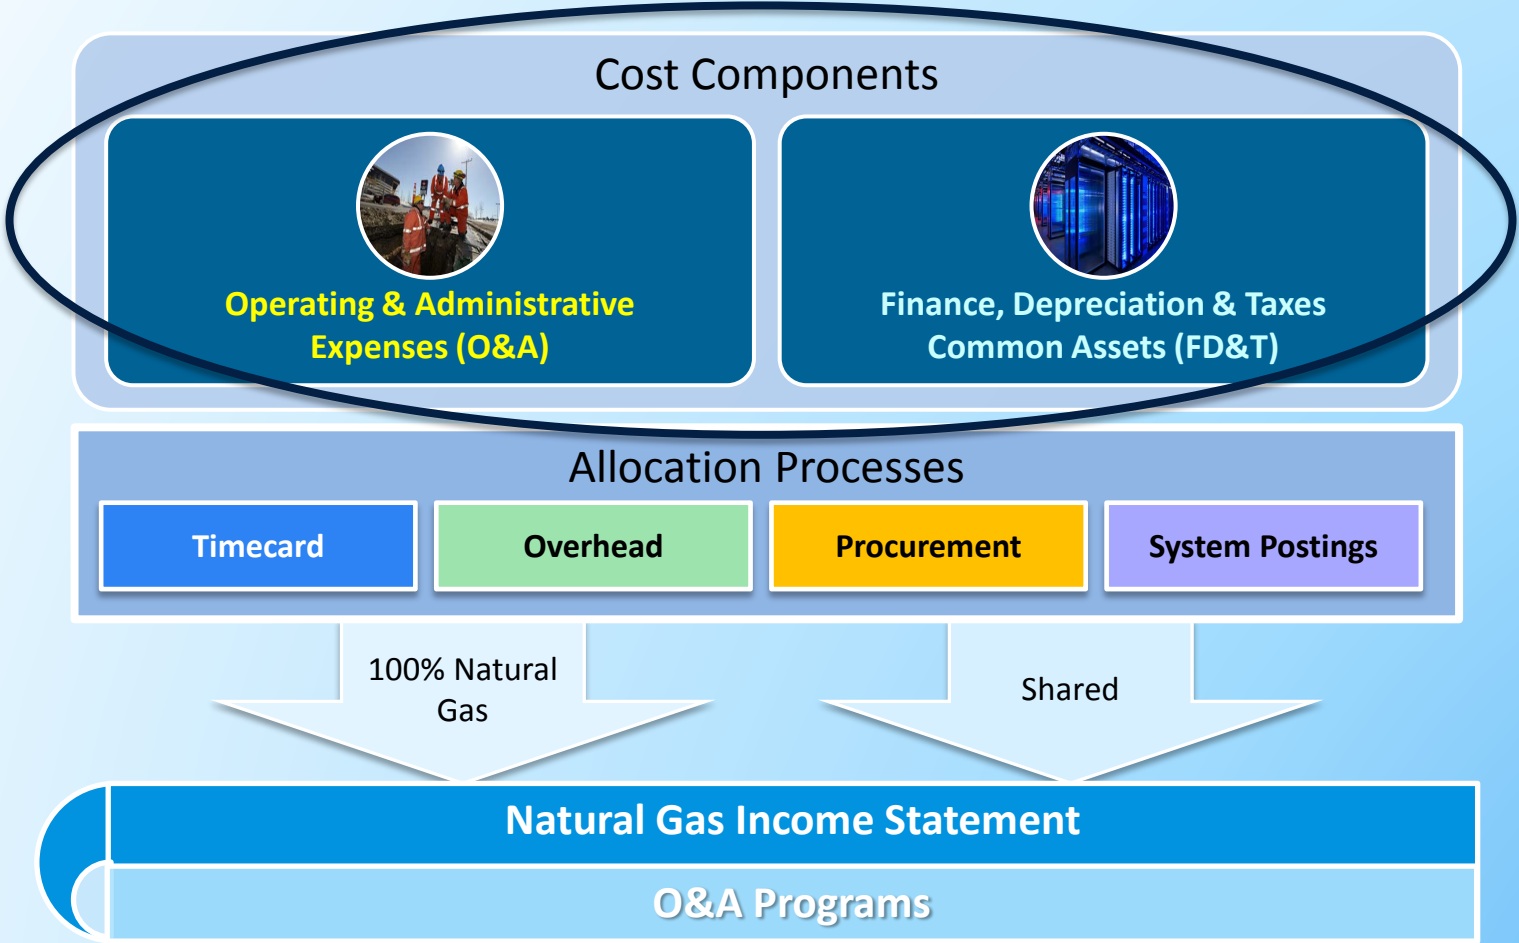 Cost Components
Operating & Administrative
Expenses (O&A)
Finance, Depreciation & Taxes
Common Assets (FD&T)
Allocation Processes
Timecard
Overhead
Procurement
System Postings
100% Natural
Gas
Shared
Natural Gas Income Statement
O&A Programs